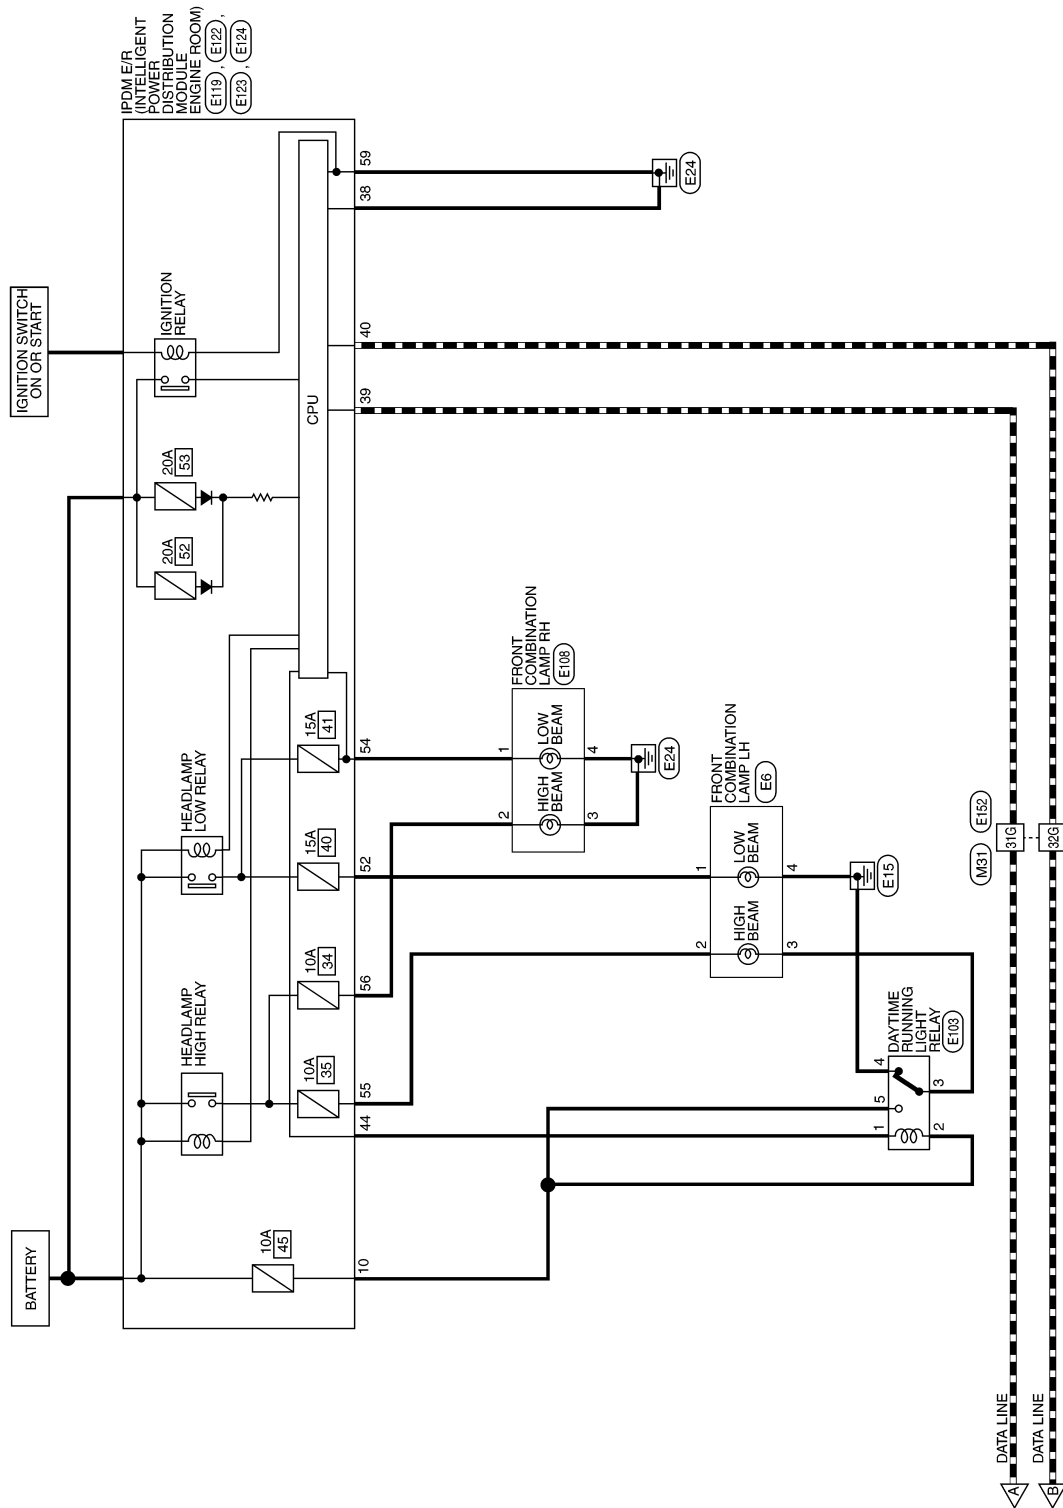 BATTERY
IGNITION SWITCH
ON OR START
IPDM E/R
(INTELLIGENT
POWER
DISTRIBUTION
MODULE
ENGINE ROOM)
E119 , E122 ,
E123 , E124
HEADLAMP
HIGH RELAY
HEADLAMP
LOW RELAY
20A
52
20A
53
IGNITION
RELAY
10A
45
10A
35
10A
34
15A
40
15A
41
CPU
10
44
55
56
52
54
39
40
38
59
FRONT
COMBINATION
LAMP RH
E108
2
1
HIGH
BEAM
LOW
BEAM
3
4
E24
E24
FRONT
COMBINATION
LAMP LH
E6
2
1
HIGH
BEAM
LOW
BEAM
3
4
E15
DAYTIME
RUNNING
LIGHT
RELAY
E103
1
5
4
2
3
M31
E152
31G
32G
DATA LINE
A
DATA LINE
B